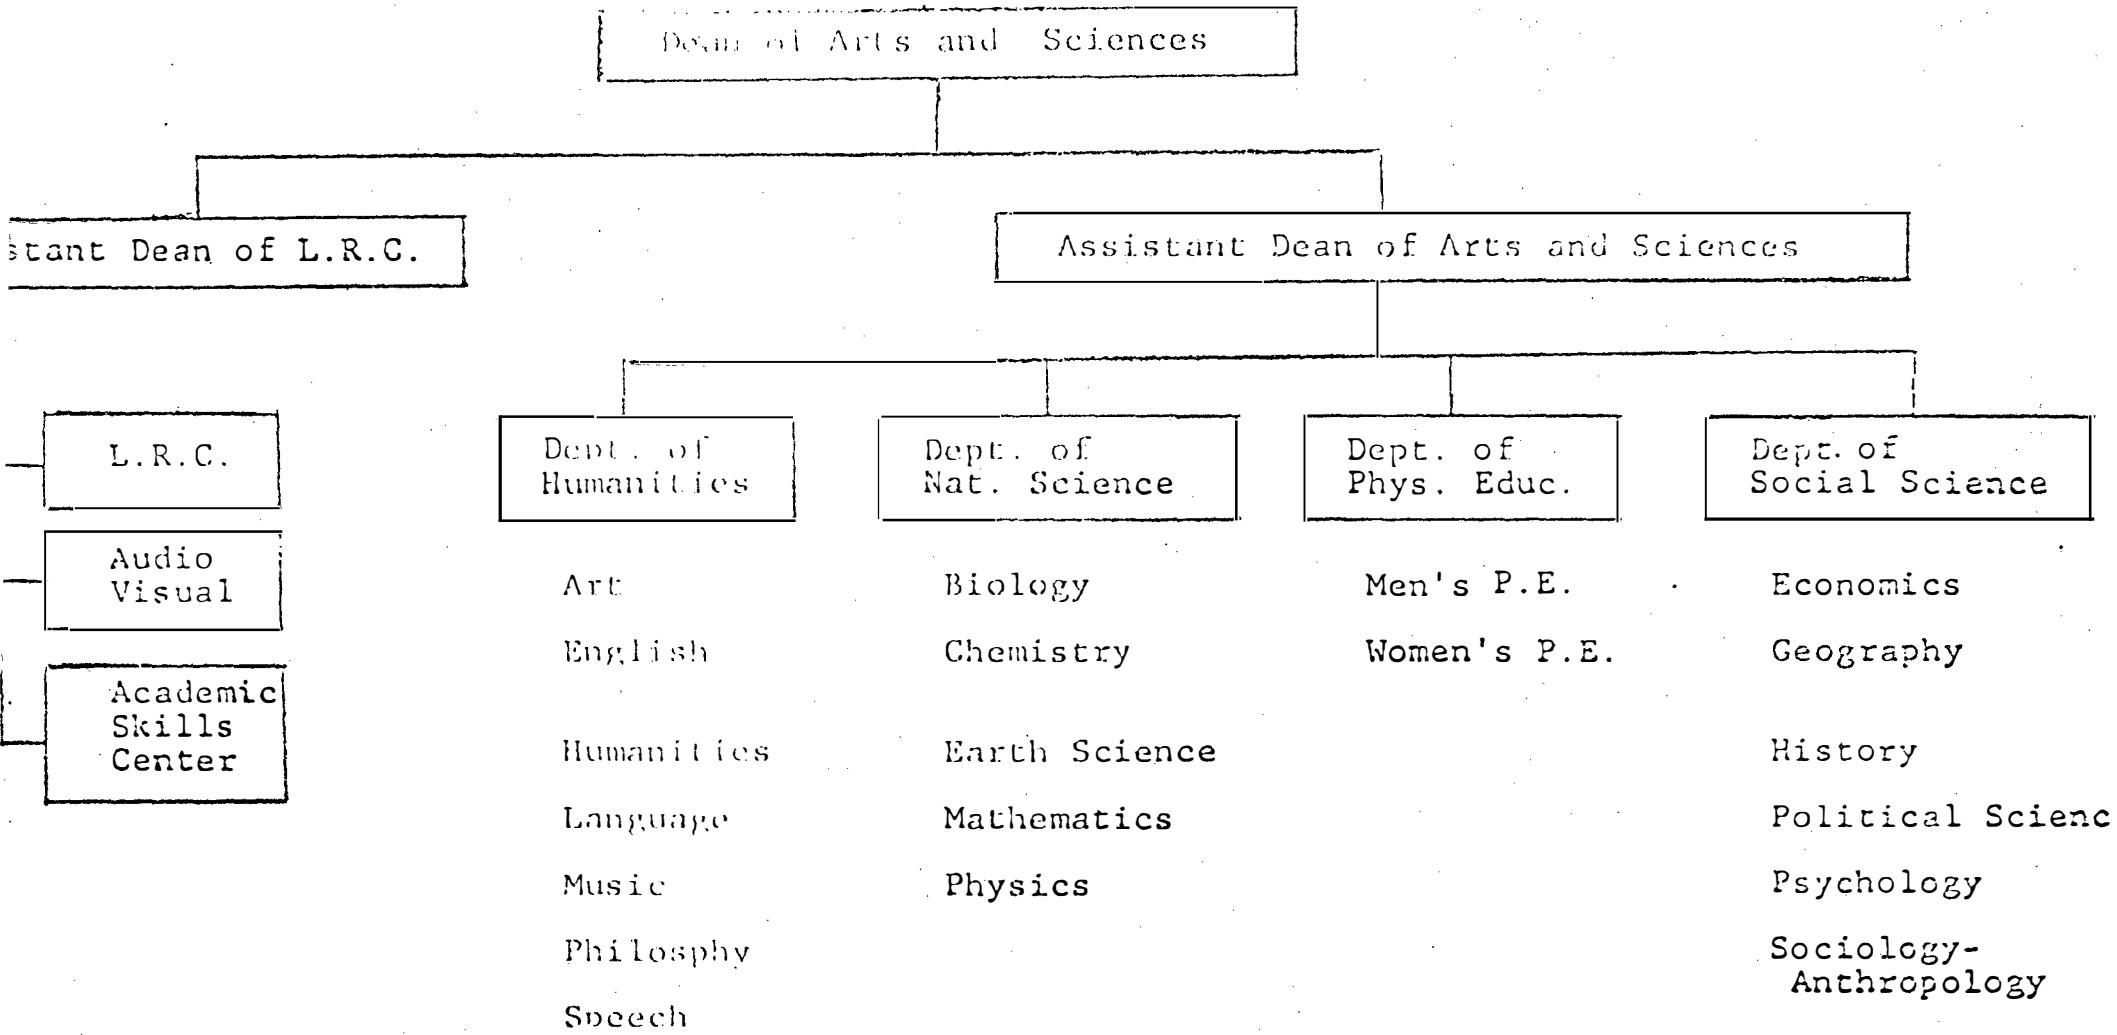 Dean of Arts and Sciences
stant Dean of L.R.C.
Assistant Dean of Arts and Sciences
L.R.C.
Audio
Visual
Academic
Skills
Center
Dept. of
Humanities
Art
English
Humanities
Language
Music
Philosphy
Speech
Dept. of
Nat. Science
Biology
Chemistry
Earth Science
Mathematics
Physics
Dept. of
Phys. Educ.
Men's P.E.
Women's P.E.
Dept. of
Social Science
Economics
Geography
History
Political Scienc
Psychology
Sociology-
Anthropology